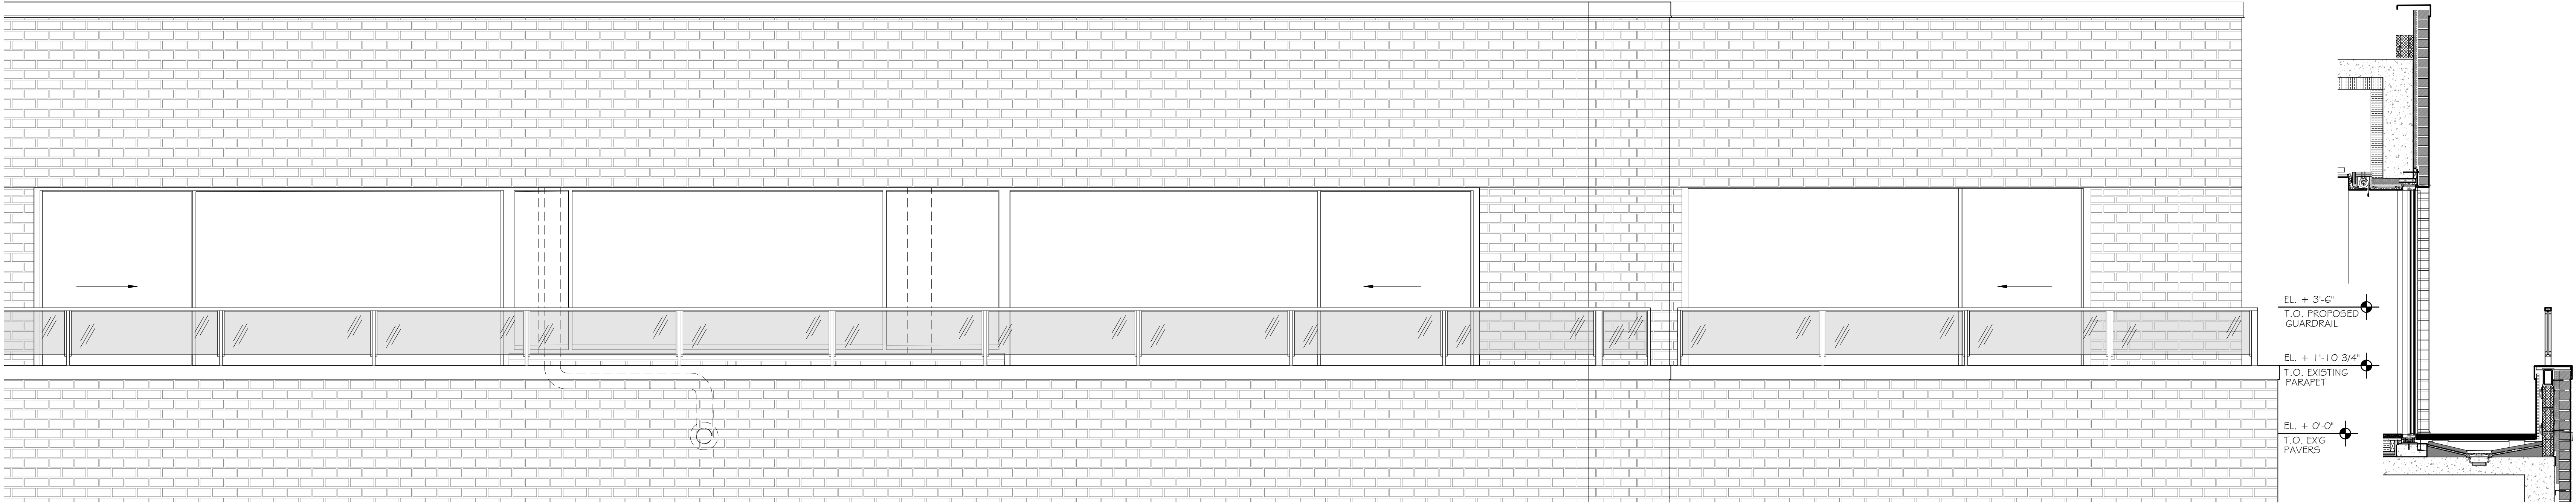 EL. + 3'-6"
T.O. PROPOSED
GUARDRAIL
EL. + 1'-10 3/4"
T.O. EXISTING
PARAPET
EL. + 0'-0"
T.O. EX'G
PAVERS